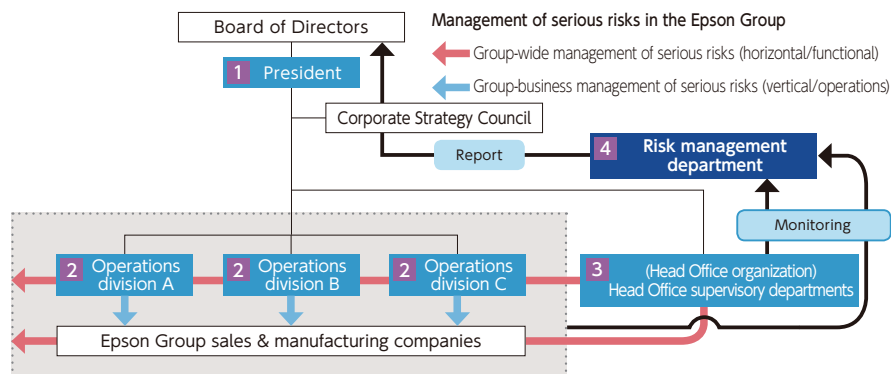 Board of Directors
Management of serious risks in the Epson Group
Group-wide management of serious risks (horizontal/functional)
1 President
Group-business management of serious risks (vertical/operations)
Corporate Strategy Council
Report
4 Risk management
department
Monitoring
2 Operations
division A
2 Operations
division B
2 Operations
division C
3 (Head Office organization)
Head Office supervisory departments
Epson Group sales & manufacturing companies